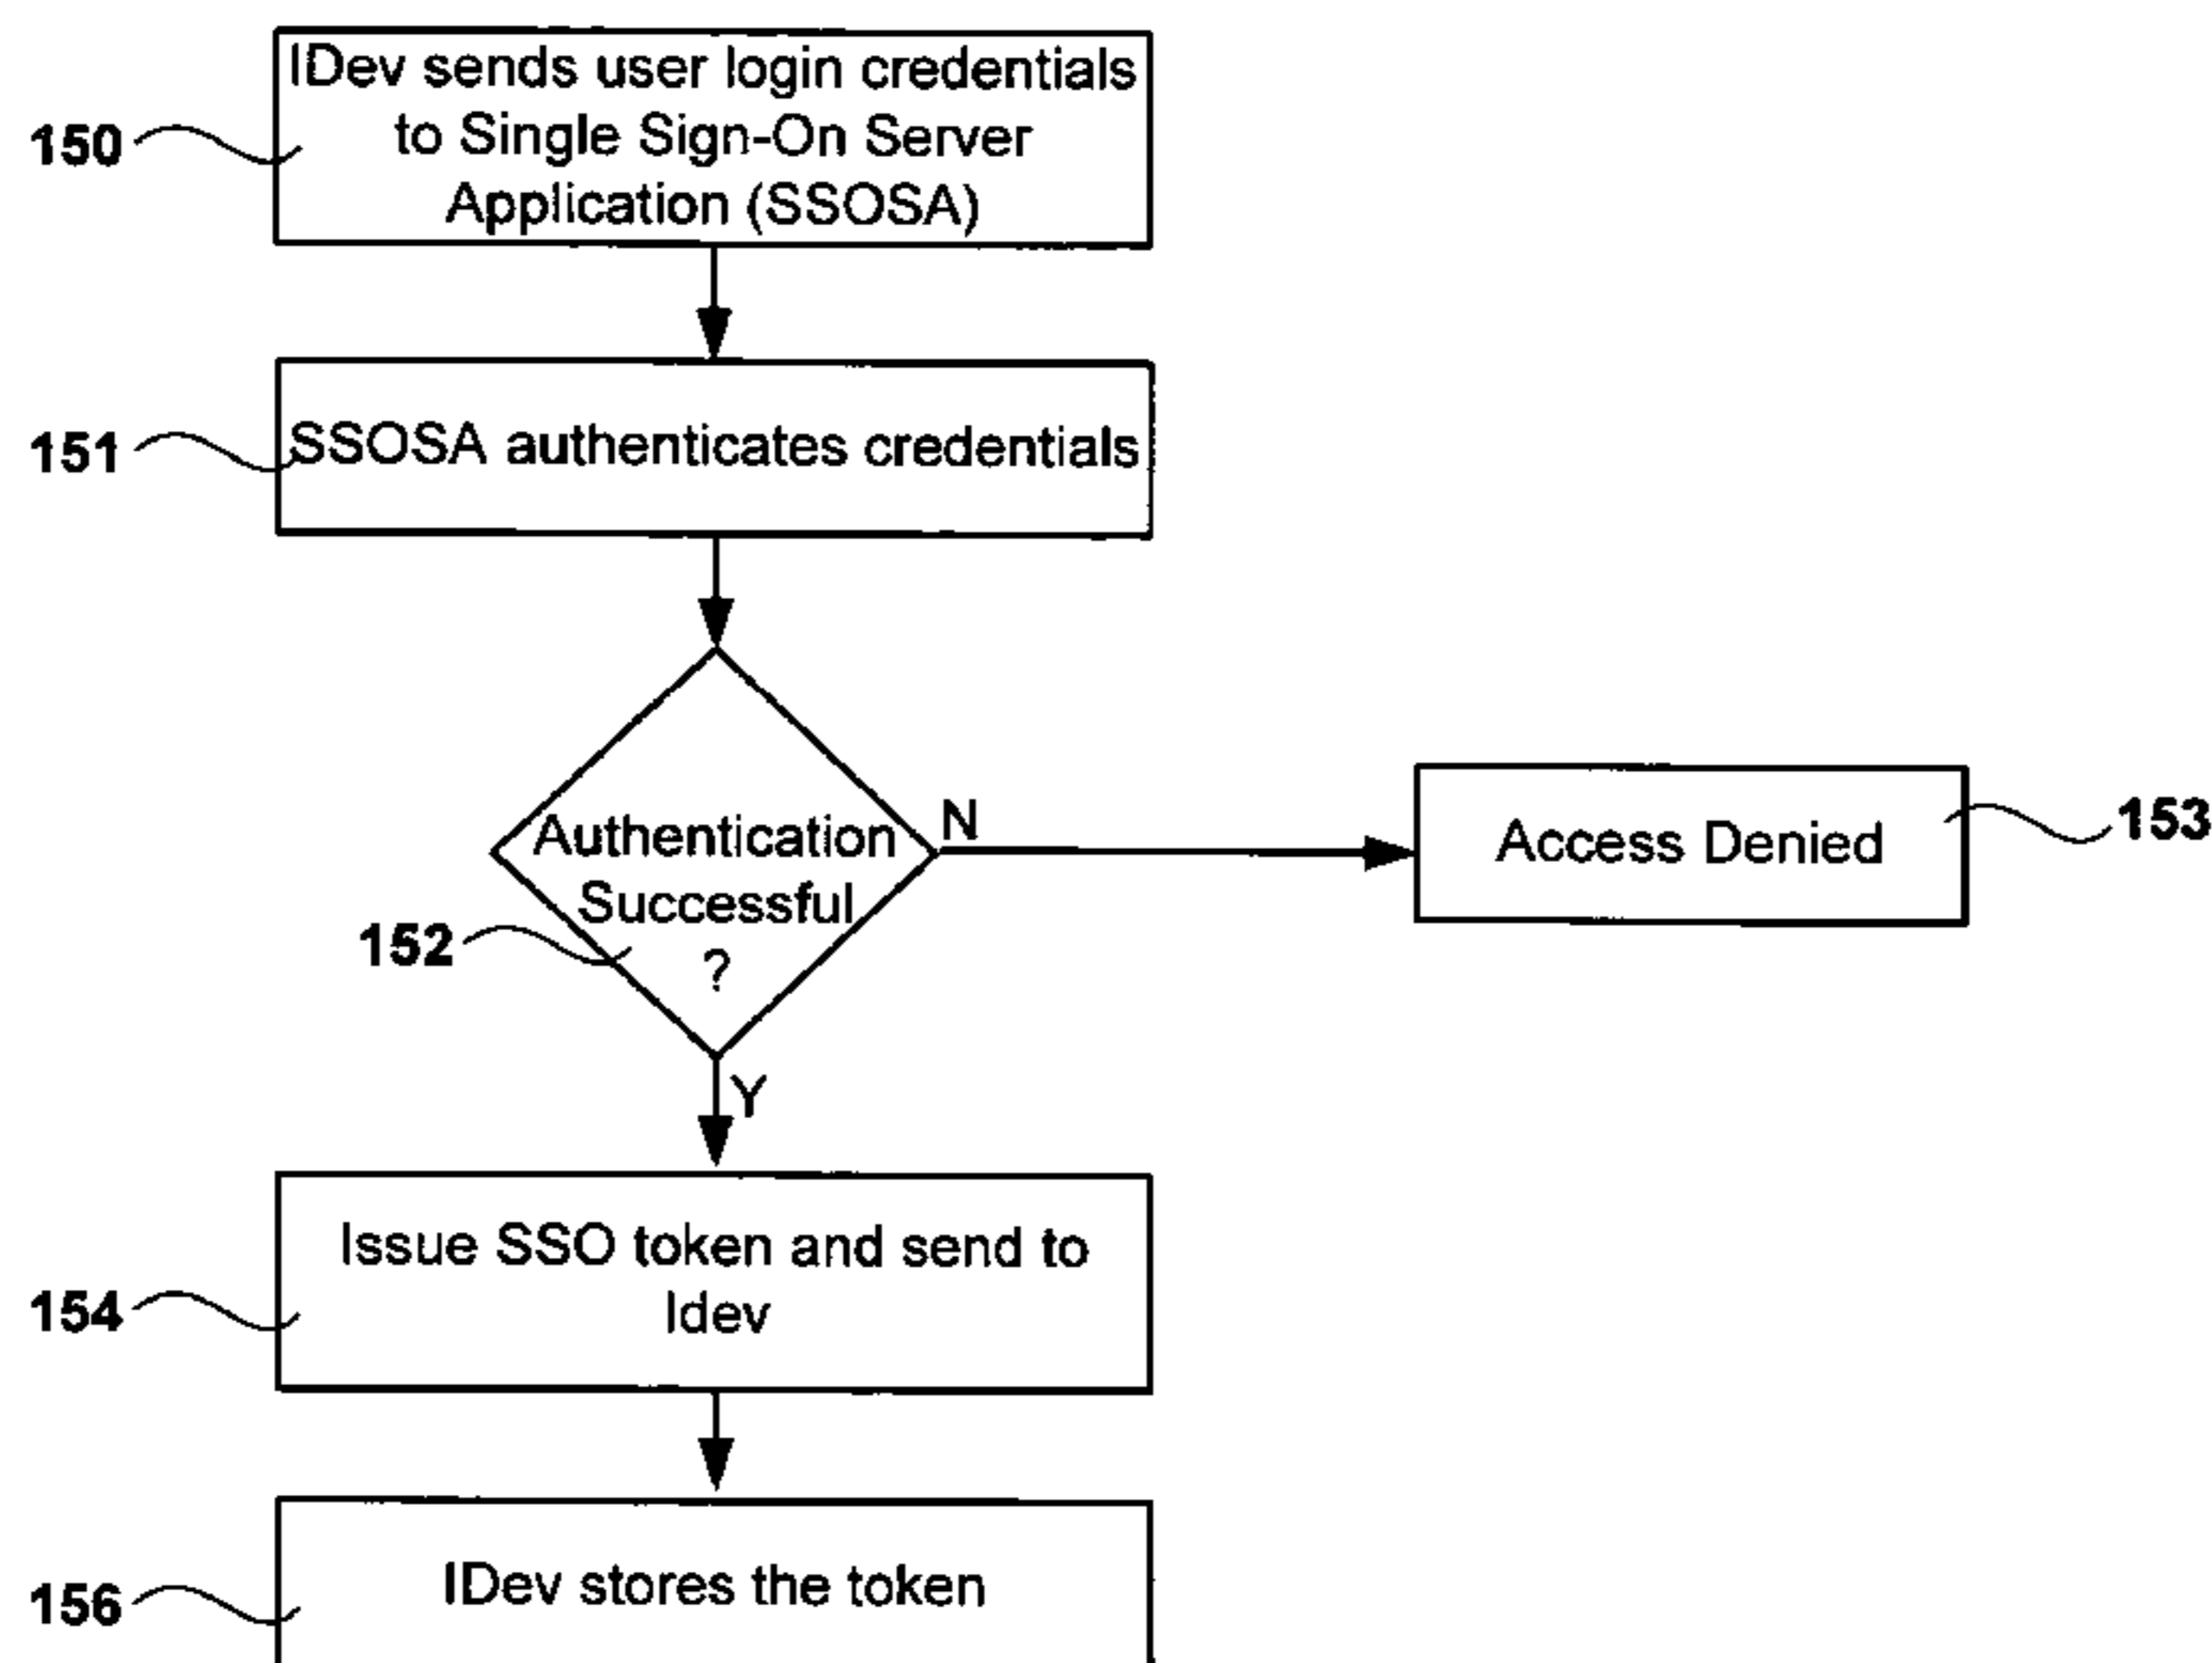 IDev sends user login credentials
to Single Sign-On Server
Application (SSOSA)
150
SSOSA authenticates credentials
151
Authentication
Successful
?
152
N
Access Denied
153
Y
Issue SSO token and send to
Idev
154
IDev stores the token
156